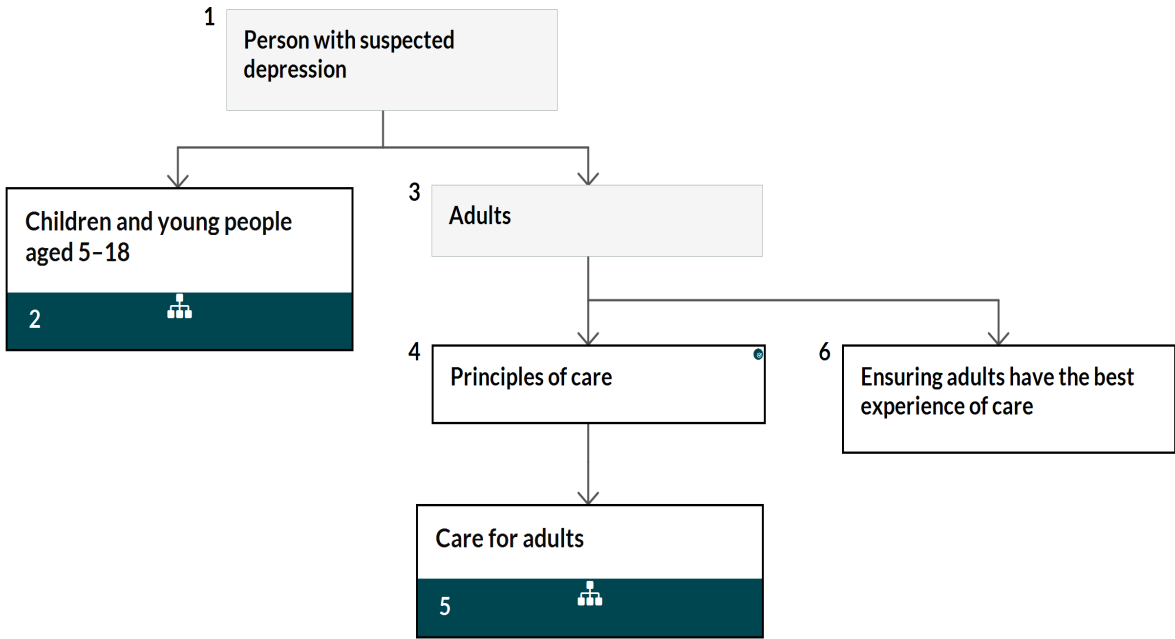 1
Person with suspected
depression
Children and young people
aged 5–18
2
3
Adults
4
Principles of care
6
Ensuring adults have the best
experience of care
Care for adults
5